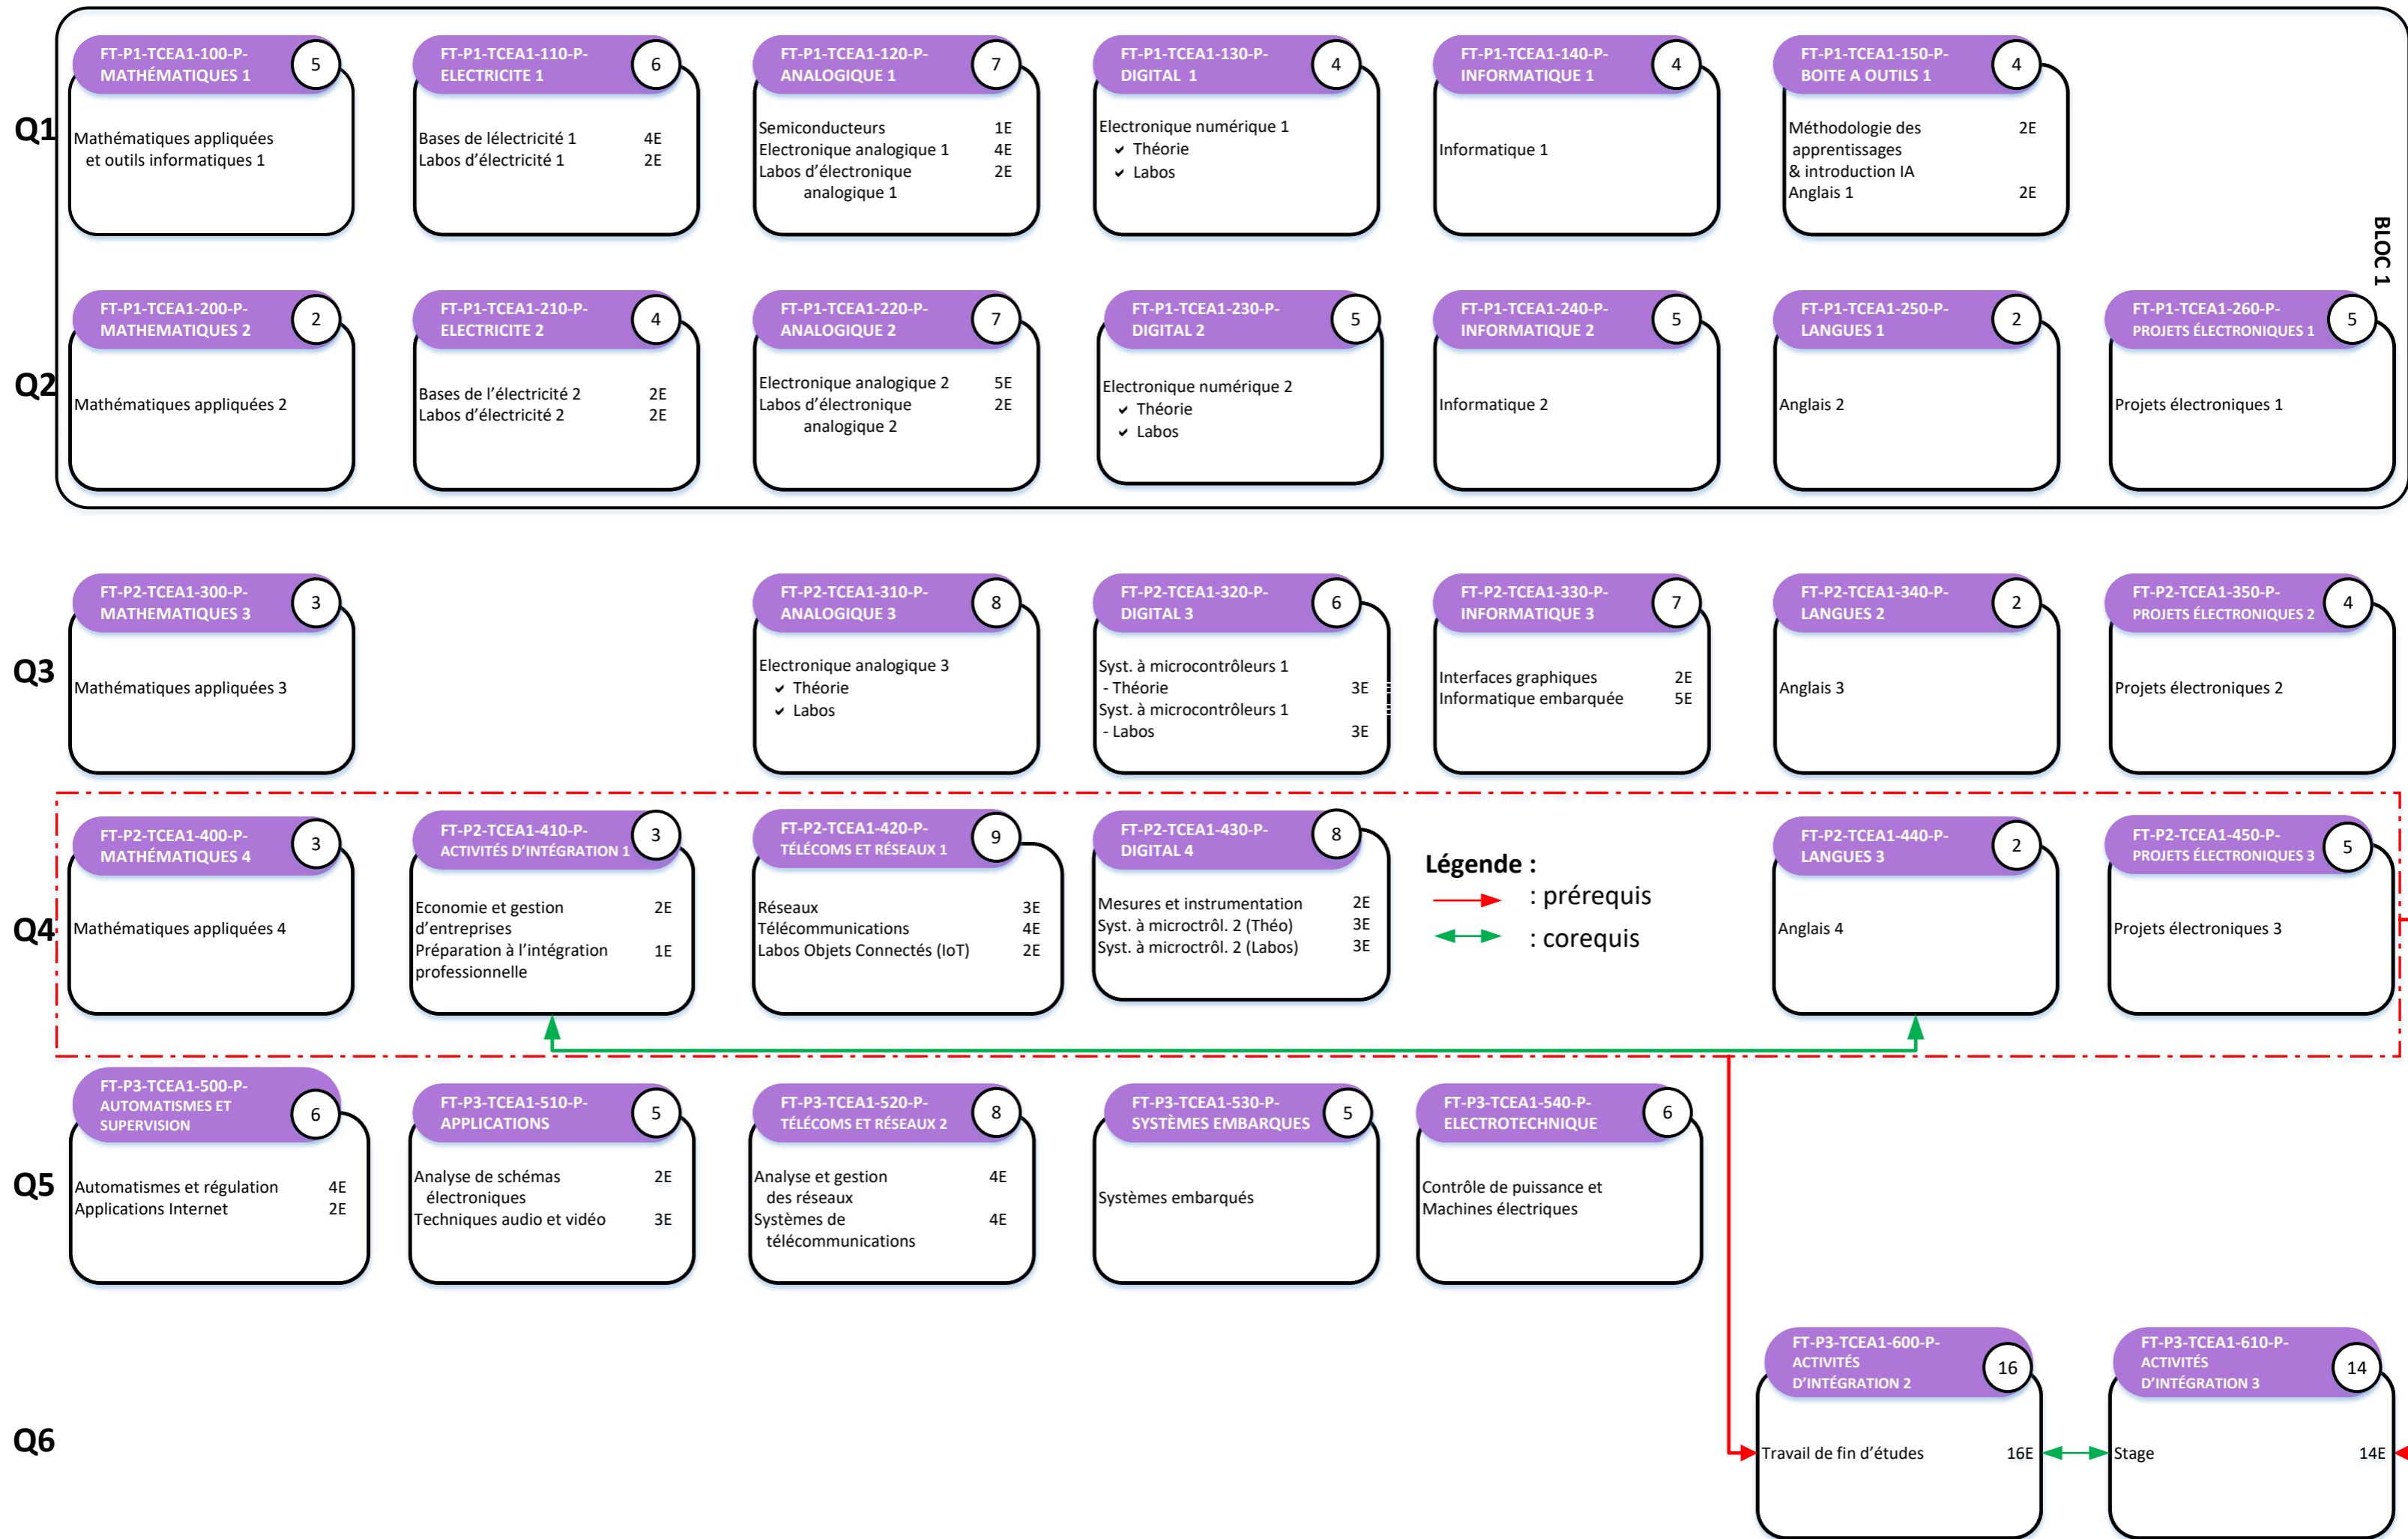 Q1
FT-P1-TCEA1-100-P-
MATHÉMATIQUES 1
5
Mathématiques appliquées
et outils informatiques 1
FT-P1-TCEA1-110-P-
ELECTRICITE 1
6
Bases de lélectricité 1 4E
Labos d’électricité 1 2E
FT-P1-TCEA1-120-P-
ANALOGIQUE 1
7
Semiconducteurs 1E
Electronique analogique 1 4E
Labos d’électronique 2E
analogique 1
FT-P1-TCEA1-130-P-
DIGITAL 1
4
Electronique numérique 1
✓ Théorie
✓ Labos
FT-P1-TCEA1-140-P-
INFORMATIQUE 1
4
Informatique 1
FT-P1-TCEA1-150-P-
BOITE A OUTILS 1
4
Méthodologie des 2E
apprentissages
& introduction IA
Anglais 1 2E
BLOC 1
Q2
FT-P1-TCEA1-200-P-
MATHEMATIQUES 2
2
Mathématiques appliquées 2
FT-P1-TCEA1-210-P-
ELECTRICITE 2
4
Bases de l’électricité 2 2E
Labos d’électricité 2 2E
FT-P1-TCEA1-220-P-
ANALOGIQUE 2
7
Electronique analogique 2 5E
Labos d’électronique 2E
analogique 2
FT-P1-TCEA1-230-P-
DIGITAL 2
5
Electronique numérique 2
✓ Théorie
✓ Labos
FT-P1-TCEA1-240-P-
INFORMATIQUE 2
5
Informatique 2
FT-P1-TCEA1-250-P-
LANGUES 1
2
Anglais 2
FT-P1-TCEA1-260-P-
PROJETS ÉLECTRONIQUES 1
5
Projets électroniques 1
Q3
FT-P2-TCEA1-300-P-
MATHEMATIQUES 3
3
Mathématiques appliquées 3
FT-P2-TCEA1-310-P-
ANALOGIQUE 3
8
Electronique analogique 3
✓ Théorie
✓ Labos
FT-P2-TCEA1-320-P-
DIGITAL 3
6
Syst. à microcontrôleurs 1
- Théorie 3E
Syst. à microcontrôleurs 1
- Labos 3E
FT-P2-TCEA1-330-P-
INFORMATIQUE 3
7
Interfaces graphiques 2E
Informatique embarquée 5E
FT-P2-TCEA1-340-P-
LANGUES 2
2
Anglais 3
FT-P2-TCEA1-350-P-
PROJETS ÉLECTRONIQUES 2
4
Projets électroniques 2
Q4
FT-P2-TCEA1-400-P-
MATHÉMATIQUES 4
3
Mathématiques appliquées 4
FT-P2-TCEA1-410-P-
ACTIVITÉS D’INTÉGRATION 1
3
Economie et gestion 2E
d’entreprises
Préparation à l’intégration 1E
professionnelle
FT-P2-TCEA1-420-P-
TÉLÉCOMS ET RÉSEAUX 1
9
Réseaux 3E
Télécommunications 4E
Labos Objets Connectés (IoT) 2E
FT-P2-TCEA1-430-P-
DIGITAL 4
8
Mesures et instrumentation 2E
Syst. à microctrôl. 2 (Théo) 3E
Syst. à microctrôl. 2 (Labos) 3E
Légende :
: prérequis
: corequis
FT-P2-TCEA1-440-P-
LANGUES 3
2
Anglais 4
FT-P2-TCEA1-450-P-
PROJETS ÉLECTRONIQUES 3
5
Projets électroniques 3
Q5
FT-P3-TCEA1-500-P-
AUTOMATISMES ET
SUPERVISION
6
Automatismes et régulation 4E
Applications Internet 2E
FT-P3-TCEA1-510-P-
APPLICATIONS
5
Analyse de schémas 2E
électroniques
Techniques audio et vidéo 3E
FT-P3-TCEA1-520-P-
TÉLÉCOMS ET RÉSEAUX 2
8
Analyse et gestion 4E
des réseaux
Systèmes de 4E
télécommunications
FT-P3-TCEA1-530-P-
SYSTÈMES EMBARQUES
5
Systèmes embarqués
FT-P3-TCEA1-540-P-
ELECTROTECHNIQUE
6
Contrôle de puissance et
Machines électriques
Q6
FT-P3-TCEA1-600-P-
ACTIVITÉS
D’INTÉGRATION 2
16
Travail de fin d’études 16E
FT-P3-TCEA1-610-P-
ACTIVITÉS
D’INTÉGRATION 3
14
Stage 14E